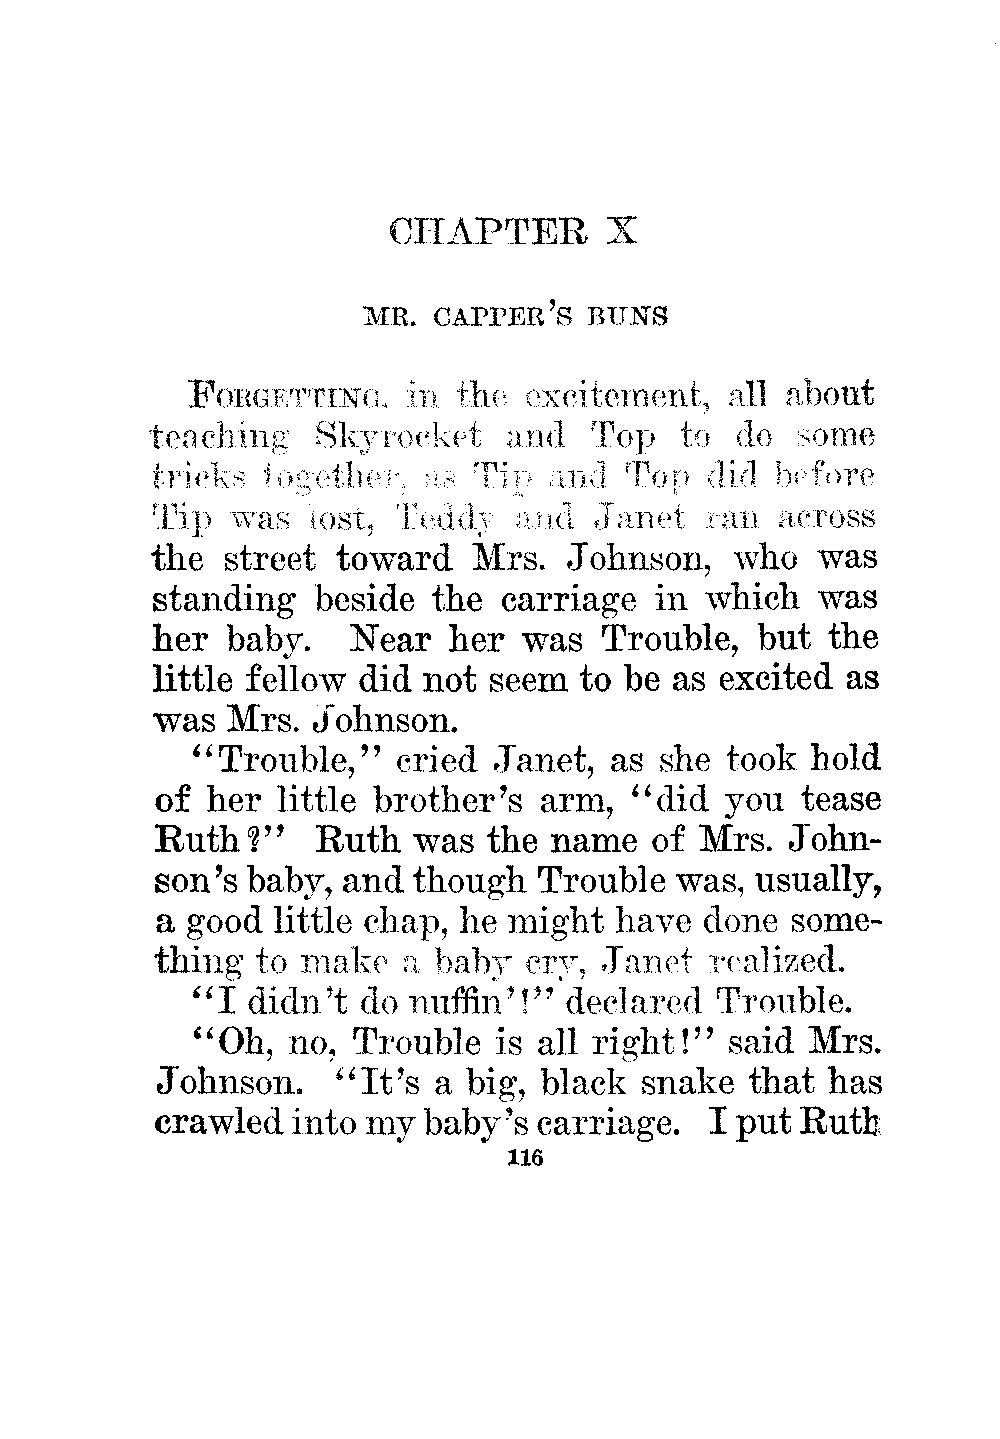 CHAPTER X
MR. CAPPER'S BUNS
FORGETTING, in the excitement, all about
teaching Skyrocket and Top to do some
tricks together, as Tip and Top did before
Tip was lost, Teddy and Janet ran across
the street toward Mrs. Johnson, who was
standing beside the carriage in which was
her baby. Near her was Trouble, but the
little fellow did not seem to be as excited as
was Mrs. Johnson.
"Trouble," cried Janet, as she took hold
of her little brother's arm, "did you tease
Ruth?" Ruth was the name of Mrs. John-
son's baby, and though Trouble was, usually,
a good little chap, he might have done some-
thing to make a baby cry, Janet realized.
"I didn't do nuffin'!" declared Trouble.
"Oh, no, Trouble is all right!" said Mrs.
Johnson. "It's a big, black snake that has
crawled into my baby's carriage. I put Ruth
116